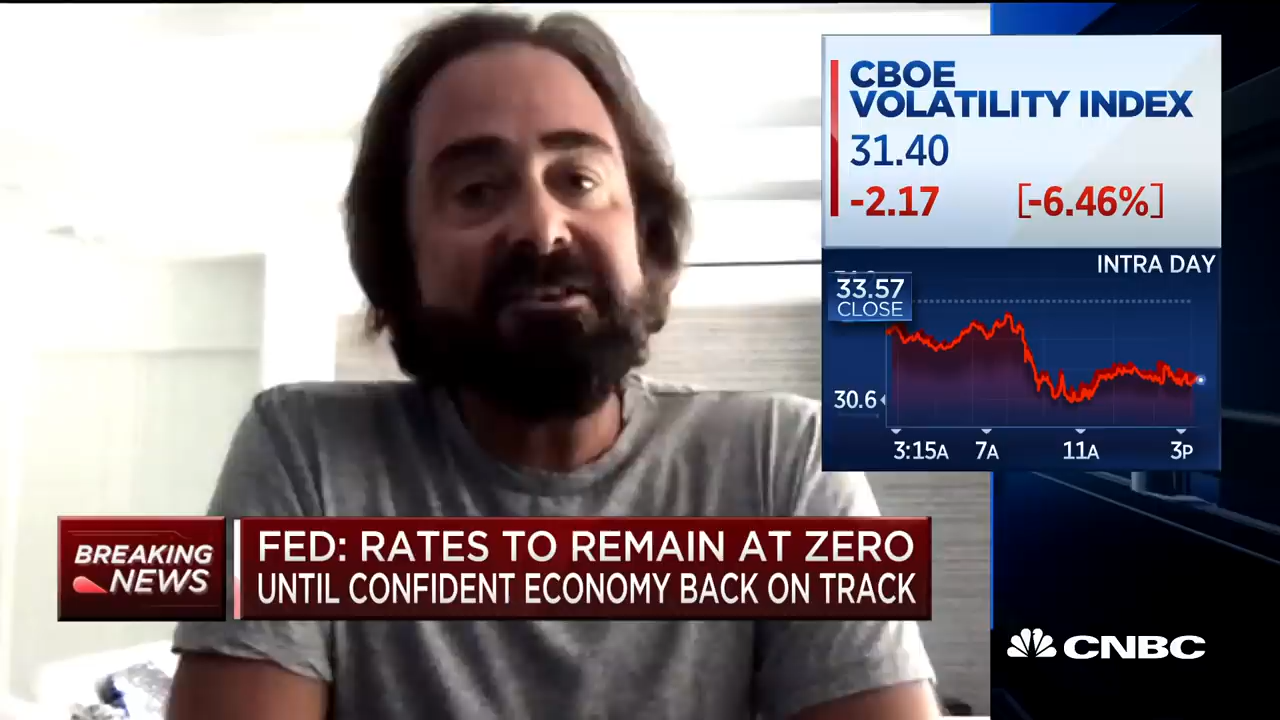 CBOE
VOLATILITY INDEX
31.40
-2.17 [-6.46%]
INTRA DAY
33.57
CLOSE
30.6
3:15A 7A 11A 3P
BREAKING
NEWS
FED: RATES TO REMAIN AT ZERO
UNTIL CONFIDENT ECONOMY BACK ON TRACK
CNBC